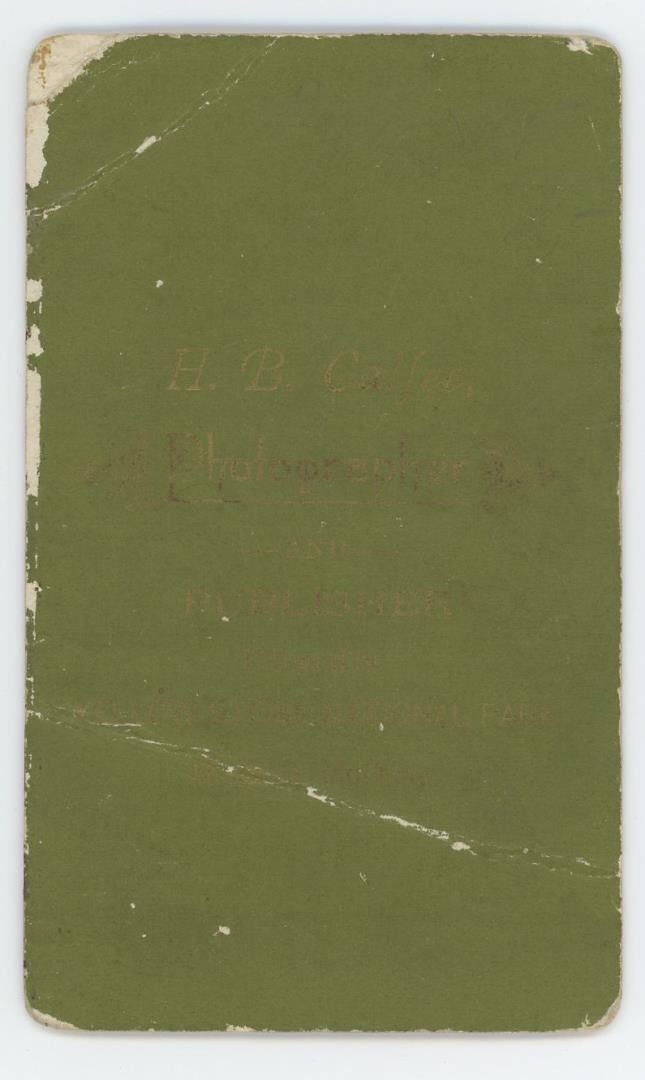 H. B. Calfee,
Photographer
—AND—
PUBLISHER
YELLOWSTONE NATIONAL PARK